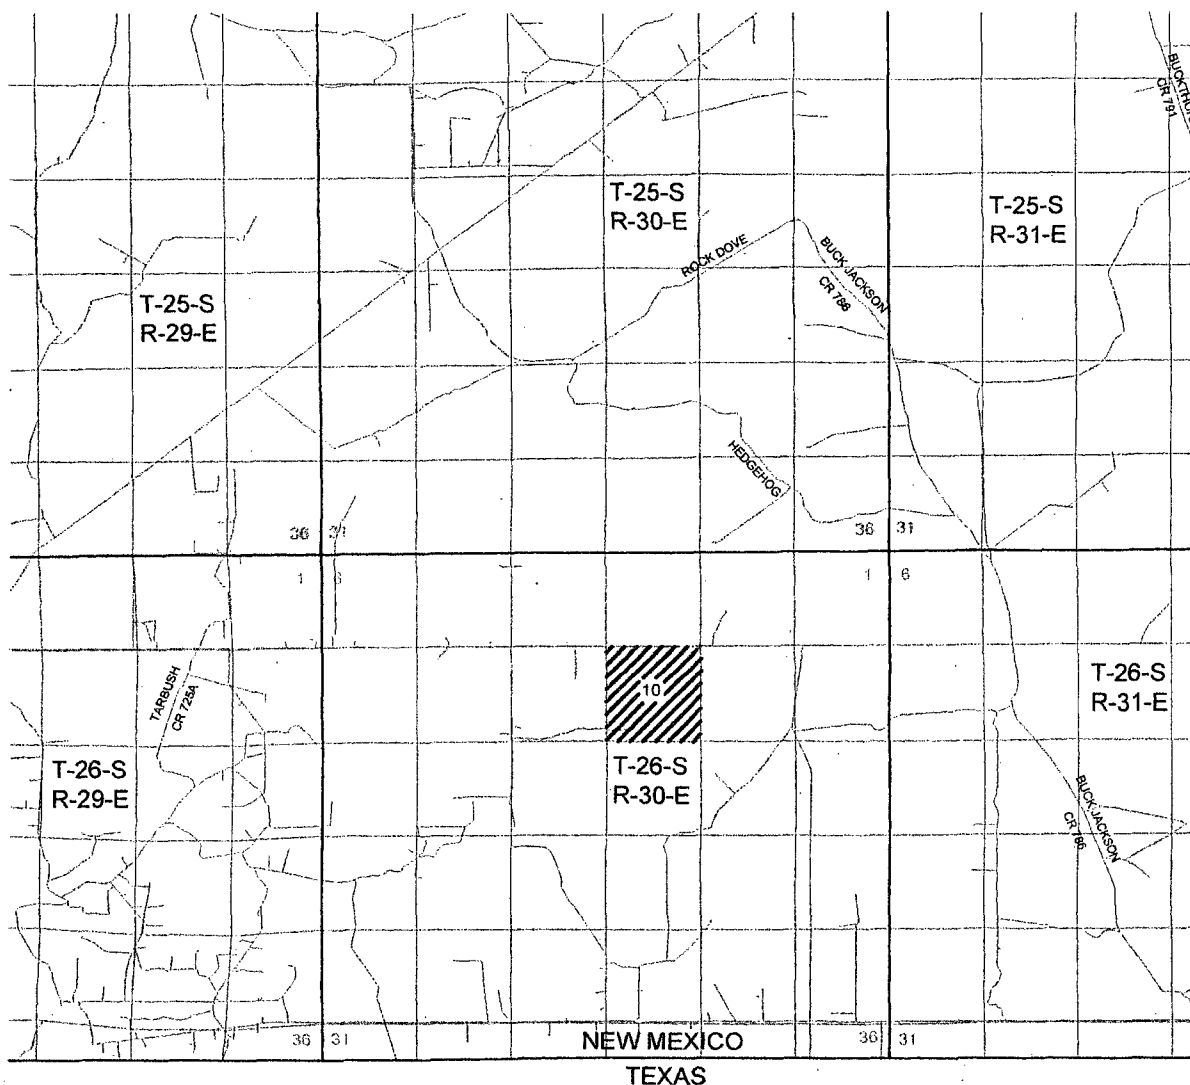 BUCKTHORN
CR 791
T-25-S
R-30-E
T-25-S
R-31-E
ROCK DOVE
BUCK JACKSON
CR 786
T-25-S
R-29-E
HEDGEHOG
36
31
36
31
1
6
1
6
TARBUSH
CR 725A
10
T-26-S
R-31-E
T-26-S
R-29-E
T-26-S
R-30-E
BUCK JACKSON
CR 786
36
31
NEW MEXICO
36
31
TEXAS